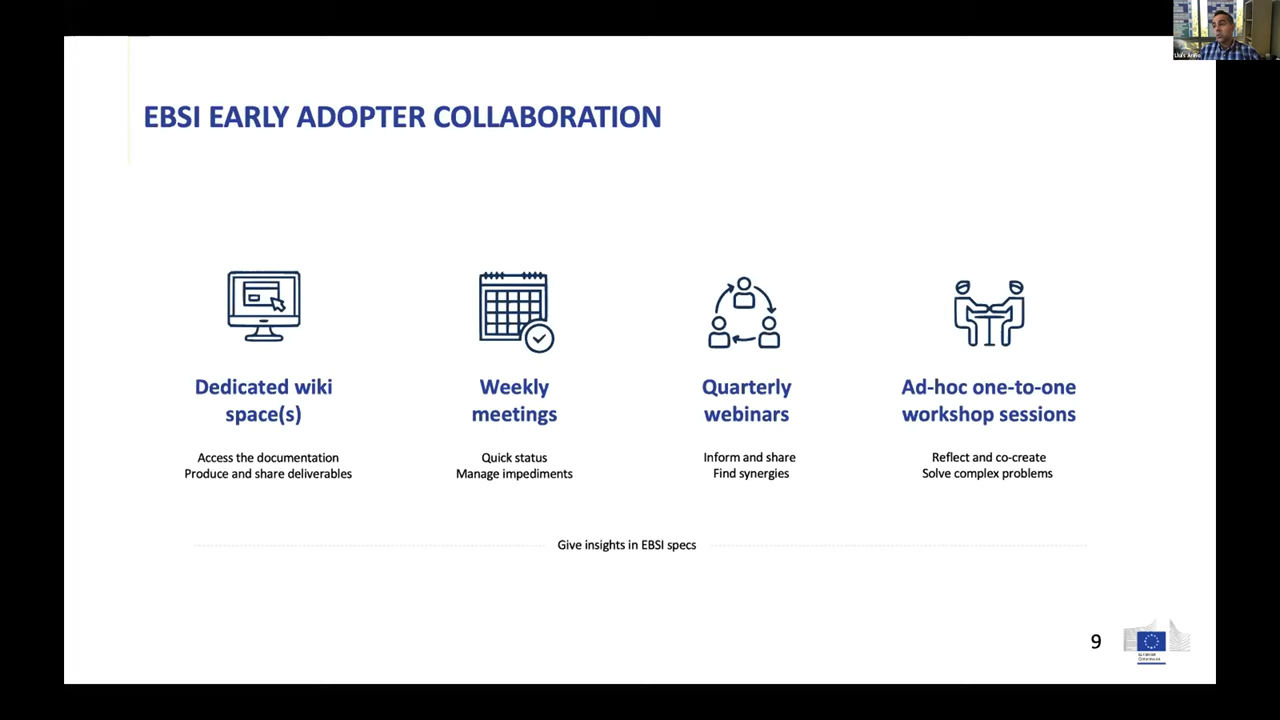 EBSI EARLY ADOPTER COLLABORATION
Dedicated wiki
space(s)
Access the documentation
Produce and share deliverables
Weekly
meetings
Quick status
Manage impediments
Quarterly
webinars
Inform and share
Find synergies
Ad-hoc one-to-one
workshop sessions
Reflect and co-create
Solve complex problems
Give insights in EBSI specs
9